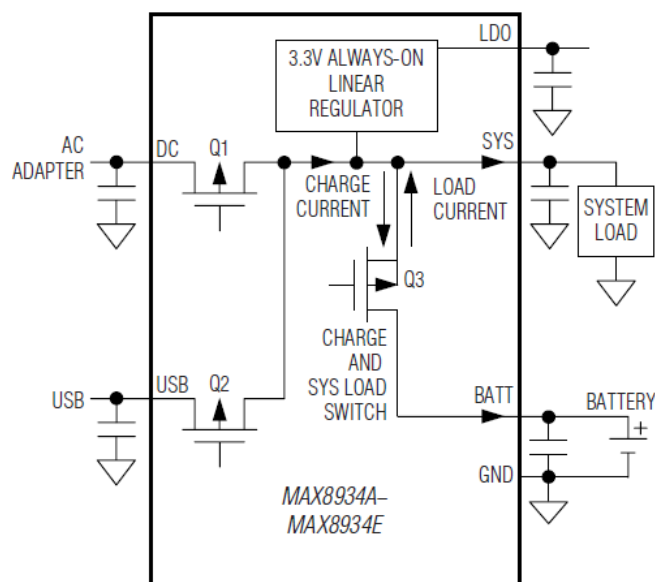 LDO
3.3V ALWAYS-ON
LINEAR
REGULATOR
AC
ADAPTER
DC
Q1
SYS
CHARGE
CURRENT
LOAD
CURRENT
SYSTEM
LOAD
Q3
CHARGE
AND
SYS LOAD
SWITCH
USB
USB
Q2
BATT
BATTERY
+
GND
MAX8934A–
MAX8934E